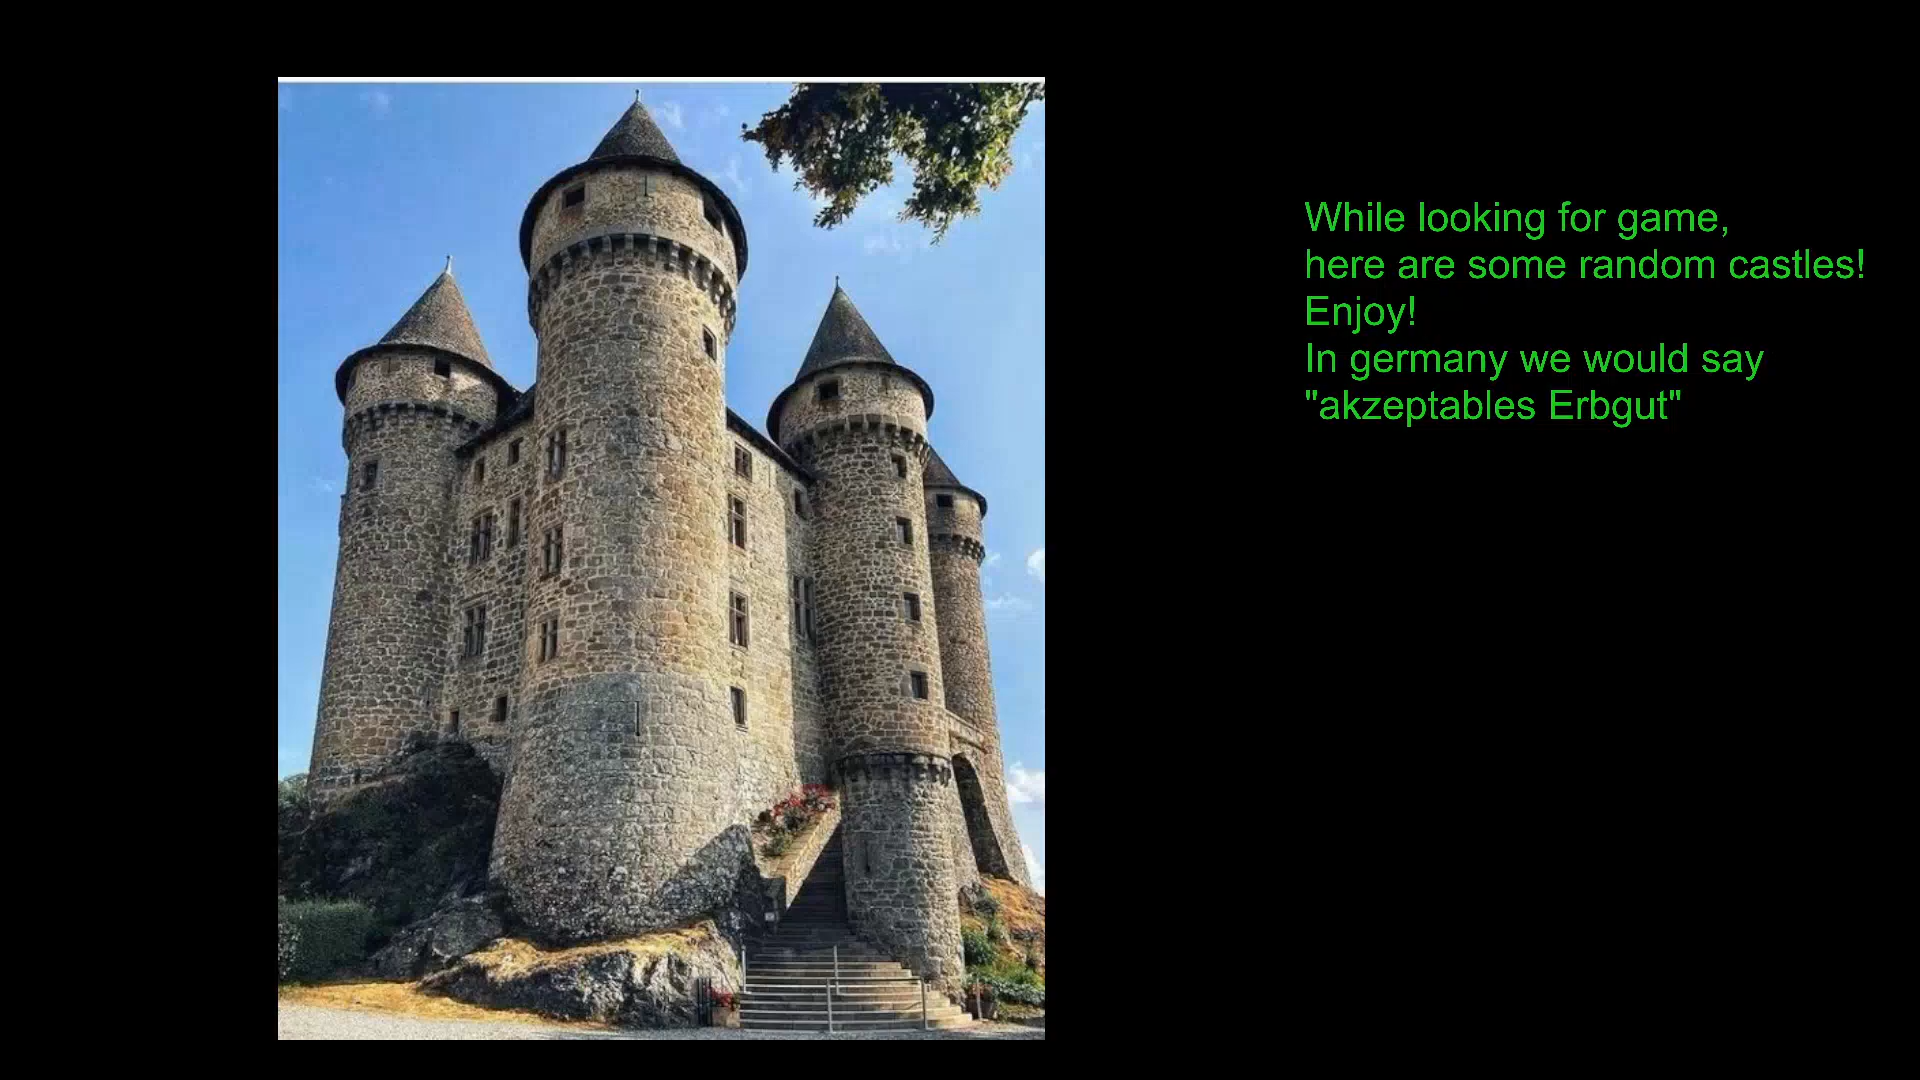 While looking for game,
here are some random castles!
Enjoy!
In germany we would say
"akzeptables Erbgut"